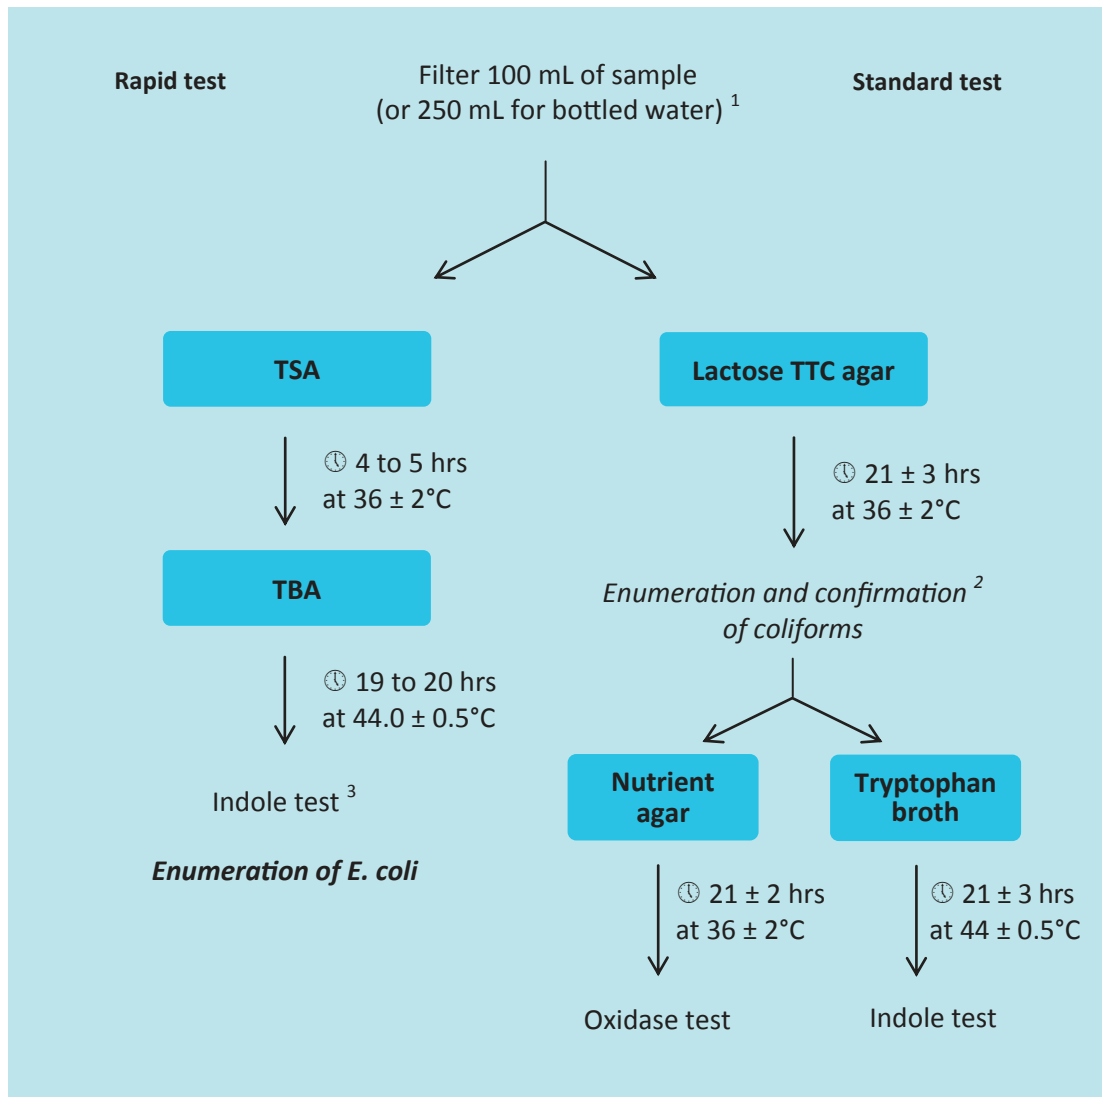 Rapid test
Filter 100 mL of sample
(or 250 mL for bottled water) 1
Standard test
TSA
🕔 4 to 5 hrs
at 36 ± 2°C
TBA
🕔 19 to 20 hrs
at 44.0 ± 0.5°C
Indole test 3
Enumeration of E. coli
Lactose TTC agar
🕔 21 ± 3 hrs
at 36 ± 2°C
Enumeration and confirmation 2
of coliforms
Nutrient
agar
🕔 21 ± 2 hrs
at 36 ± 2°C
Oxidase test
Tryptophan
broth
🕔 21 ± 3 hrs
at 44 ± 0.5°C
Indole test